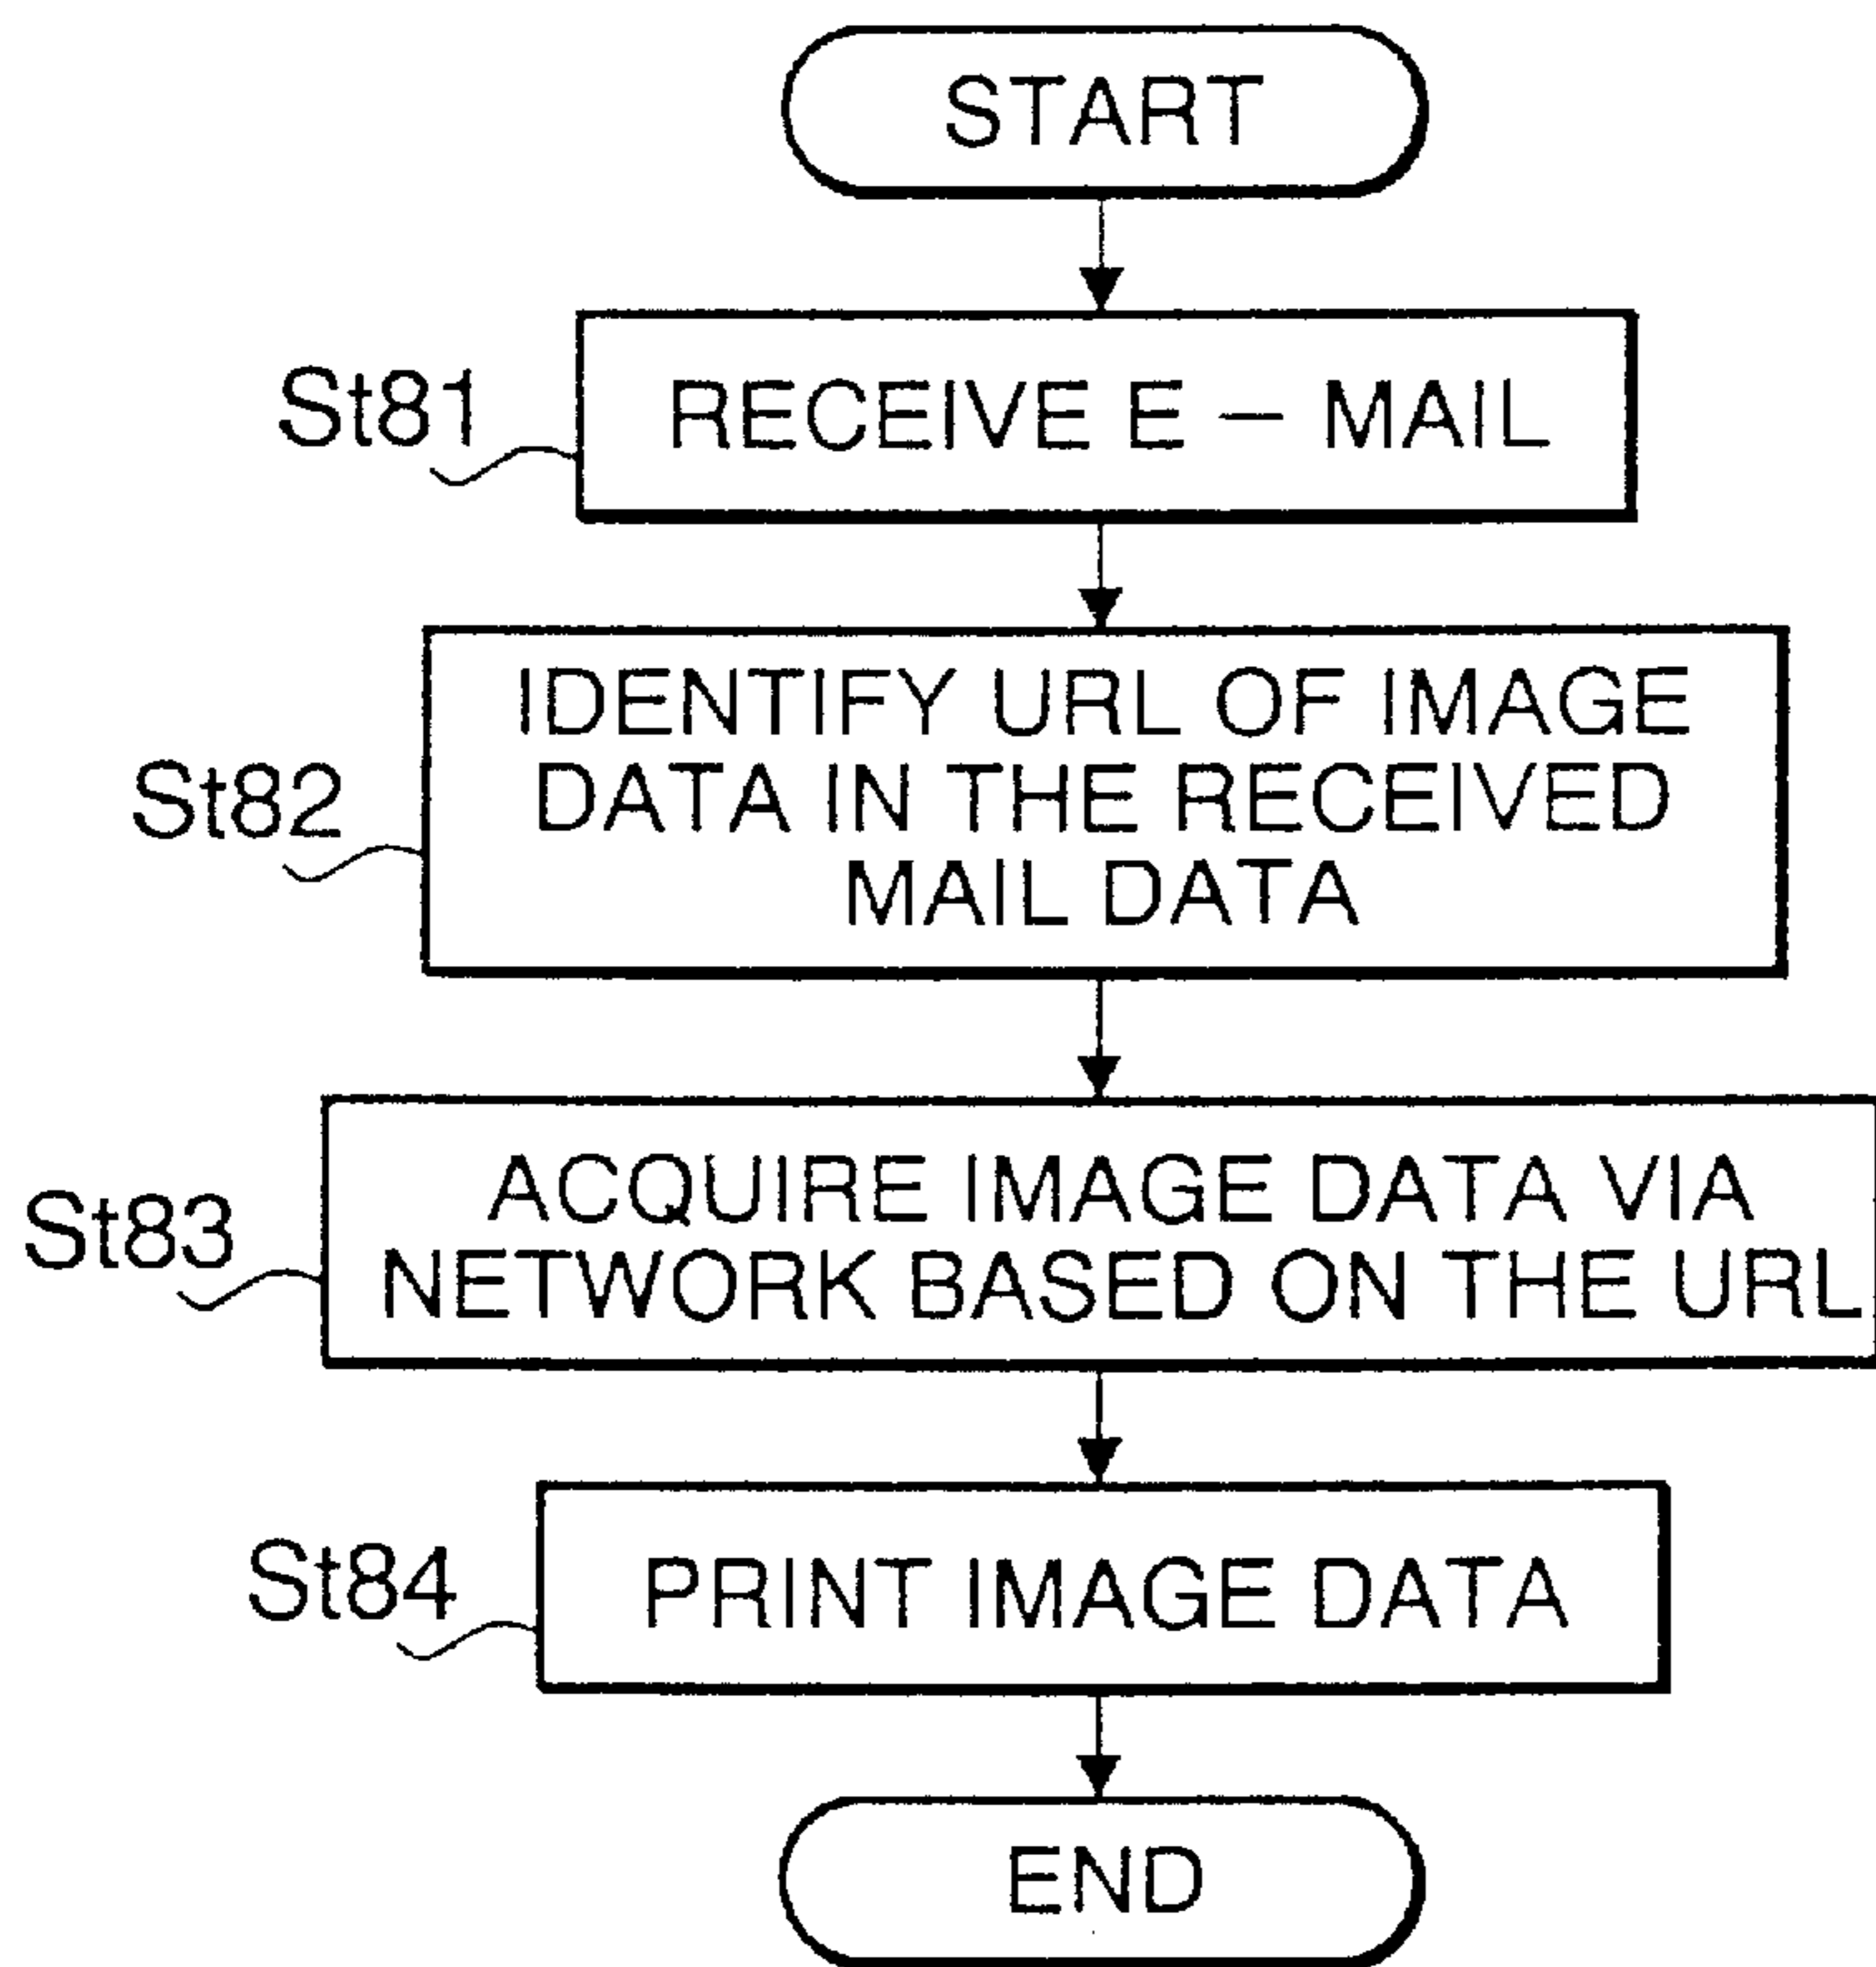 START
St81
RECEIVE E – MAIL
St82
IDENTIFY URL OF IMAGE
DATA IN THE RECEIVED
MAIL DATA
St83
ACQUIRE IMAGE DATA VIA
NETWORK BASED ON THE URL
St84
PRINT IMAGE DATA
END